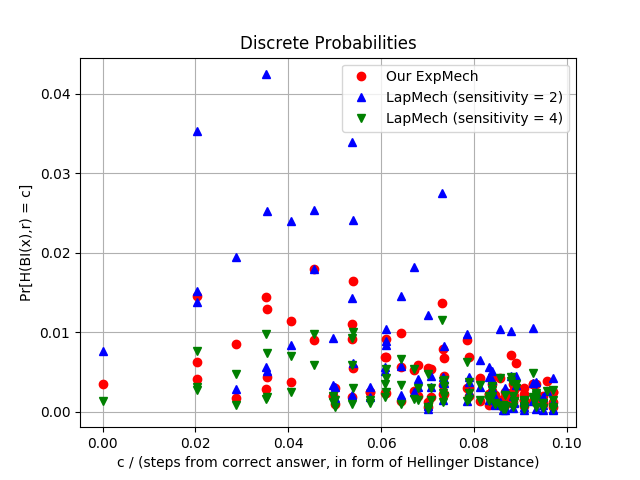 Discrete Probabilities
Our ExpMech
LapMech (sensitivity = 2)
LapMech (sensitivity = 4)
Pr[H(BI(x),r) = c]
0.04
0.03
0.02
0.01
0.00
0.00 0.02 0.04 0.06 0.08 0.10
c / (steps from correct answer, in form of Hellinger Distance)